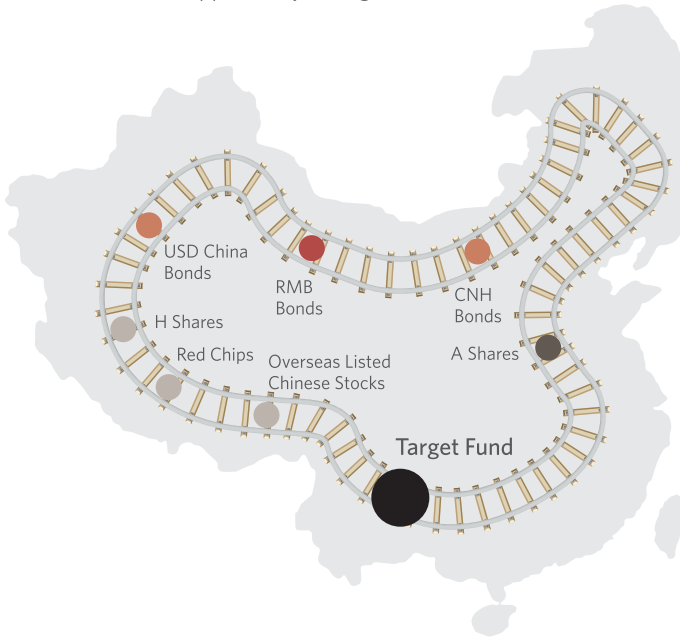 USD China
Bonds
RMB
Bonds
CNH
Bonds
H Shares
Red Chips
Overseas Listed
Chinese Stocks
A Shares
Target Fund